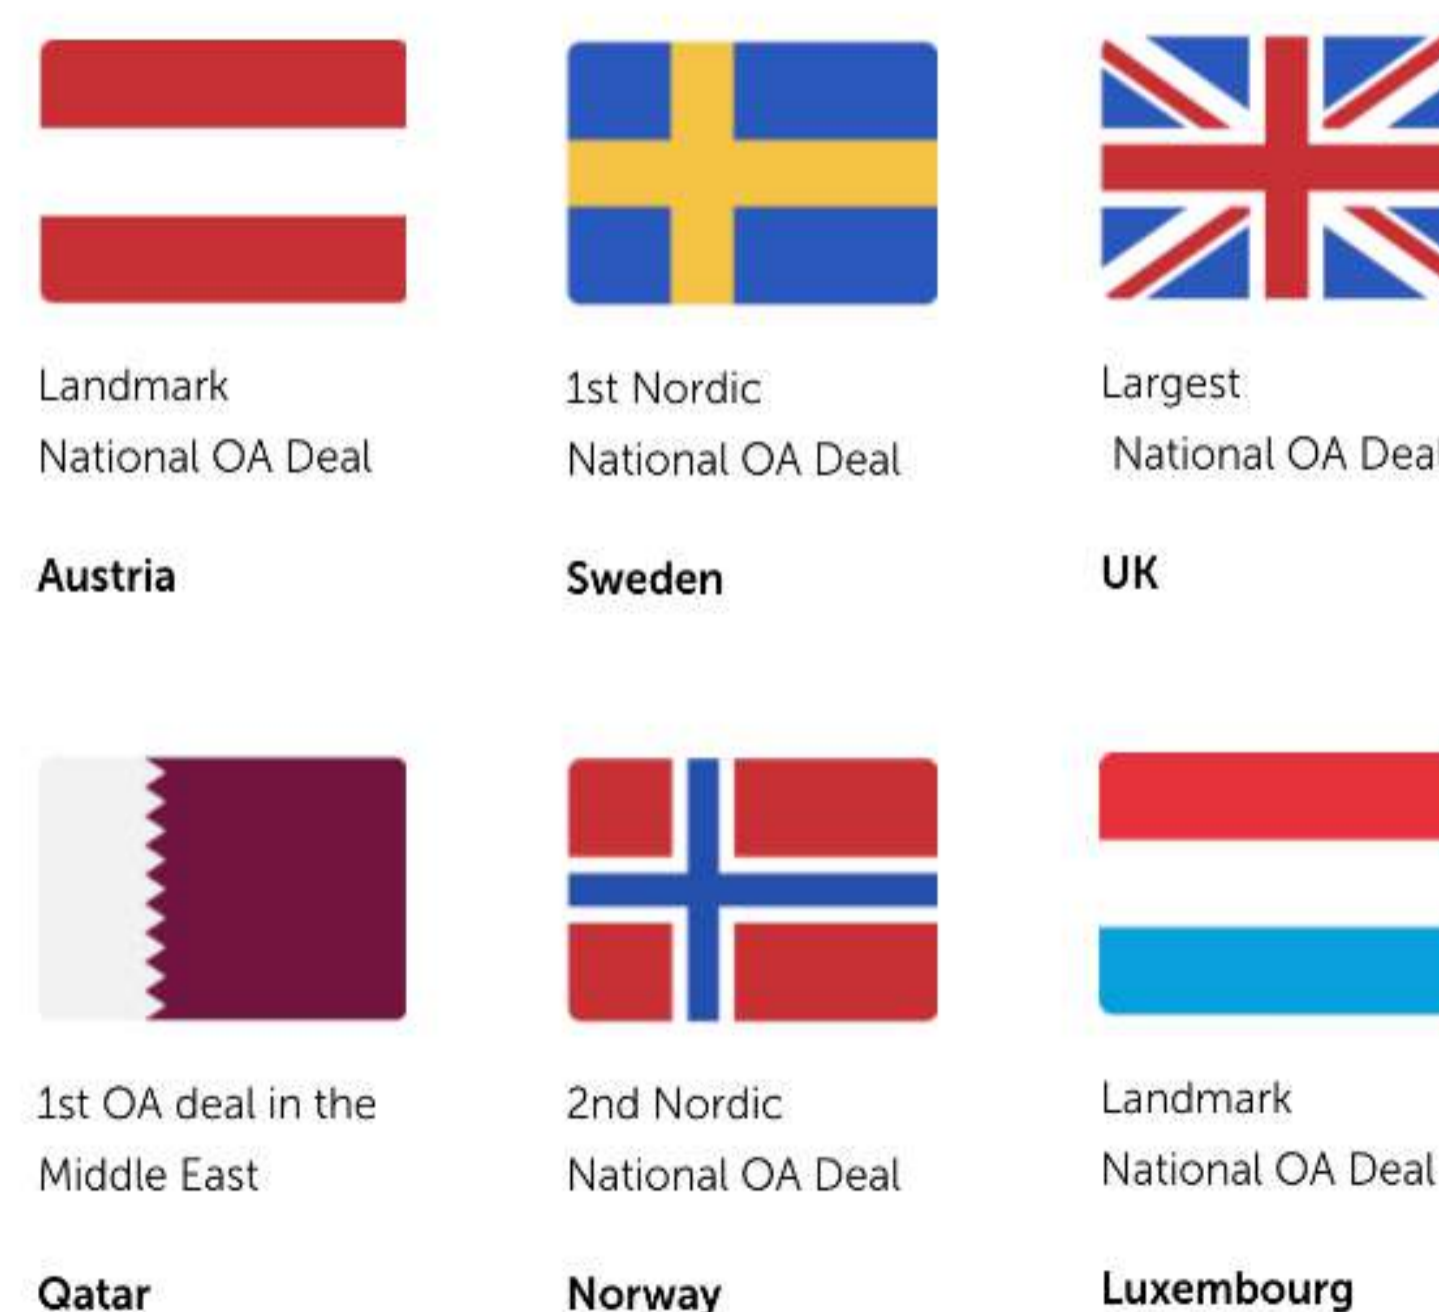 Landmark
National OA Deal
Austria
1st Nordic
National OA Deal
Sweden
Largest
National OA Deal
UK
1st OA deal in the
Middle East
Qatar
2nd Nordic
National OA Deal
Norway
Landmark
National OA Deal
Luxembourg